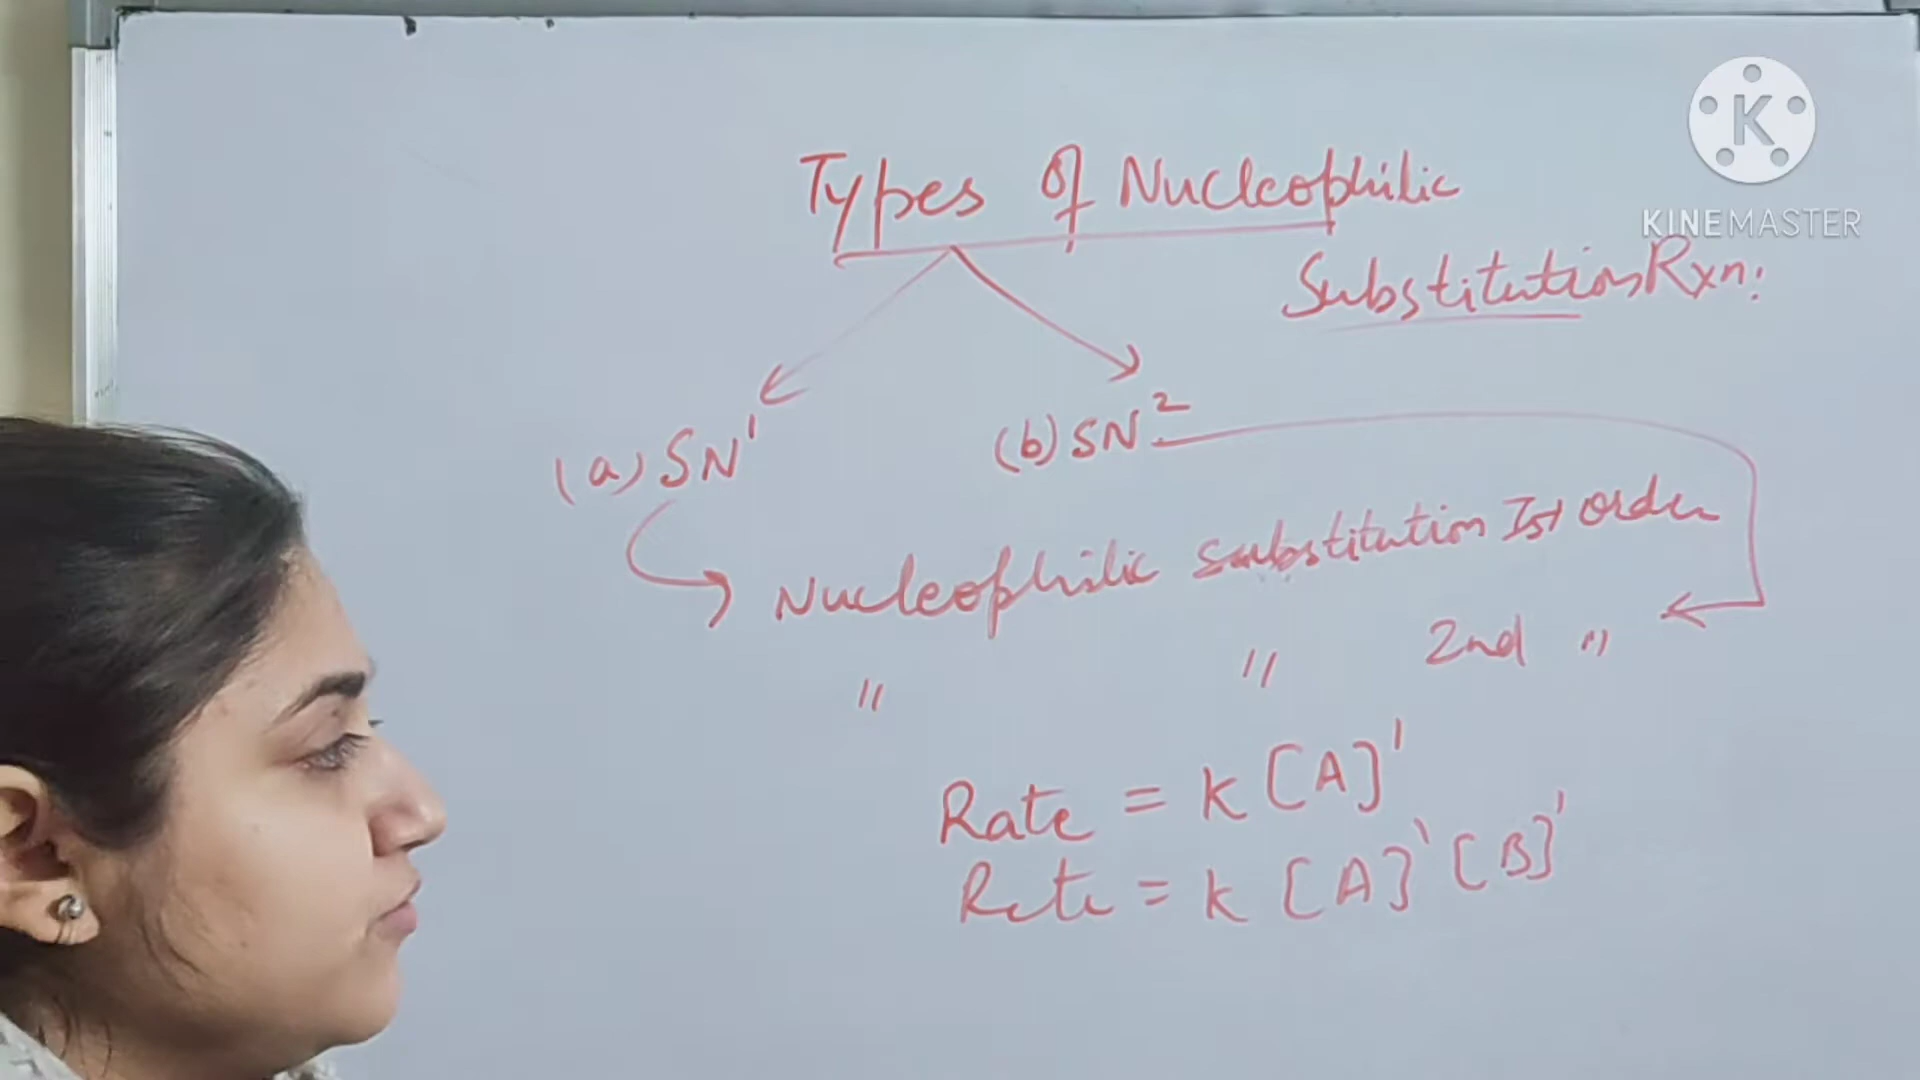 Types of Nucleophilic
Substitution Rxn:
(a) SN¹
(b) SN²
Nucleophilic substitution Ist order
" " 2nd "
Rate = K [A]¹
Rate = K [A]¹ [B]¹
K
KINEMASTER